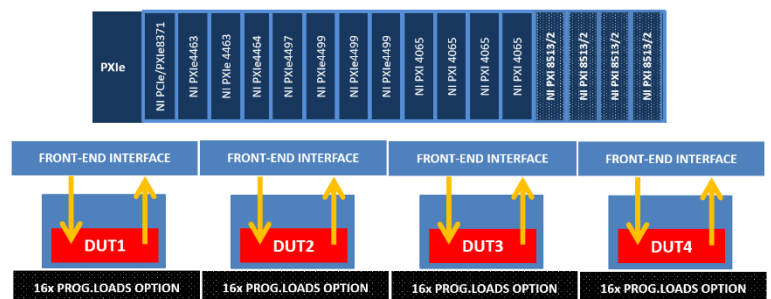 PXIe
NI PCIe/PXIe8371
NI PXIe4463
NI PXIe 4463
NI PXIe4464
NI PXIe4497
NI PXIe4499
NI PXIe4499
NI PXIe4499
NI PXI 4065
NI PXI 4065
NI PXI 4065
NI PXI 4065
NI PXI 8513/2
NI PXI 8513/2
NI PXI 8513/2
NI PXI 8513/2
FRONT-END INTERFACE
FRONT-END INTERFACE
FRONT-END INTERFACE
FRONT-END INTERFACE
DUT1
DUT2
DUT3
DUT4
16x PROG.LOADS OPTION
16x PROG.LOADS OPTION
16x PROG.LOADS OPTION
16x PROG.LOADS OPTION